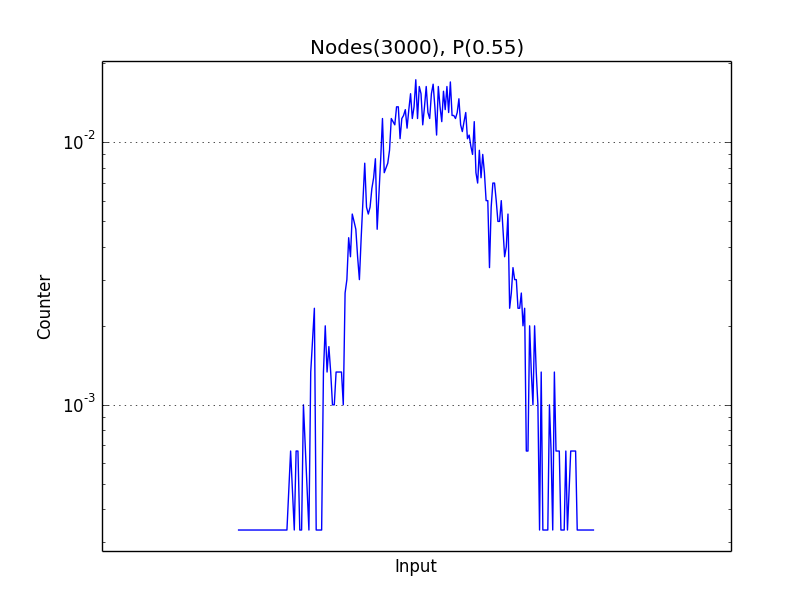 Nodes(3000), P(0.55)
10⁻²
Counter
10⁻³
Input